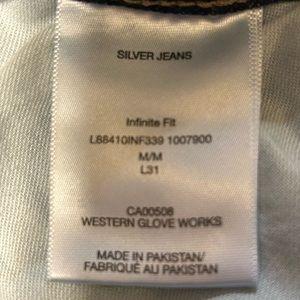 SILVER JEANS
Infinite Fit
L88410INF339 1007900
M/M
L31
CA00508
WESTERN GLOVE WORKS
MADE IN PAKISTAN/
FABRIQUÉ AU PAKISTAN